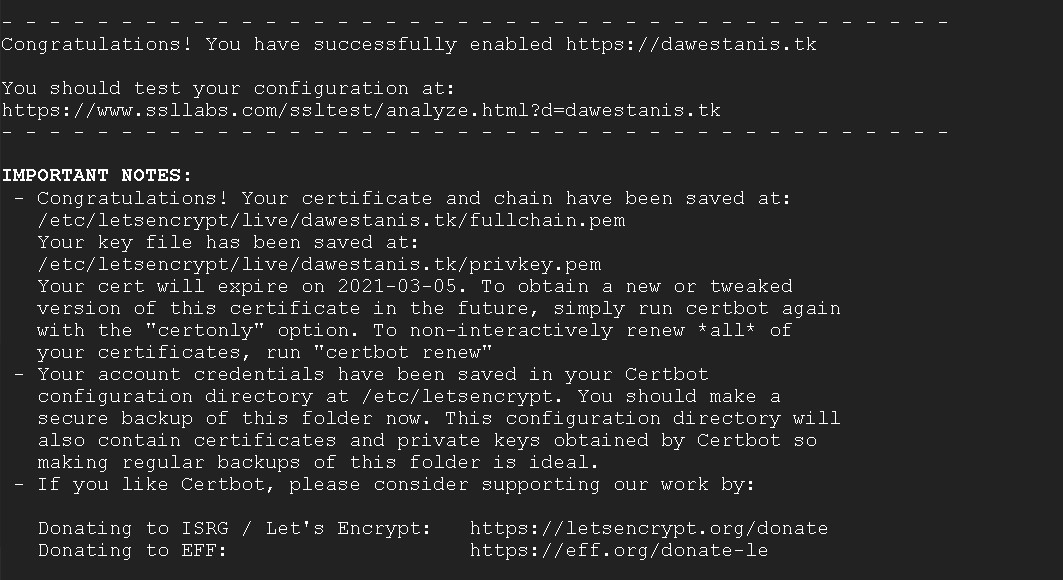 - - - - - - - - - - - - - - - - - - - - - - - - - - - - - - - - - - - - - - - -
Congratulations! You have successfully enabled https://dawestanis.tk
You should test your configuration at:
https://www.ssllabs.com/ssltest/analyze.html?d=dawestanis.tk
- - - - - - - - - - - - - - - - - - - - - - - - - - - - - - - - - - - - - - - -
IMPORTANT NOTES:
- Congratulations! Your certificate and chain have been saved at:
/etc/letsencrypt/live/dawestanis.tk/fullchain.pem
Your key file has been saved at:
/etc/letsencrypt/live/dawestanis.tk/privkey.pem
Your cert will expire on 2021-03-05. To obtain a new or tweaked
version of this certificate in the future, simply run certbot again
with the "certonly" option. To non-interactively renew *all* of
your certificates, run "certbot renew"
- Your account credentials have been saved in your Certbot
configuration directory at /etc/letsencrypt. You should make a
secure backup of this folder now. This configuration directory will
also contain certificates and private keys obtained by Certbot so
making regular backups of this folder is ideal.
- If you like Certbot, please consider supporting our work by:
Donating to ISRG / Let's Encrypt:   https://letsencrypt.org/donate
Donating to EFF:                    https://eff.org/donate-le